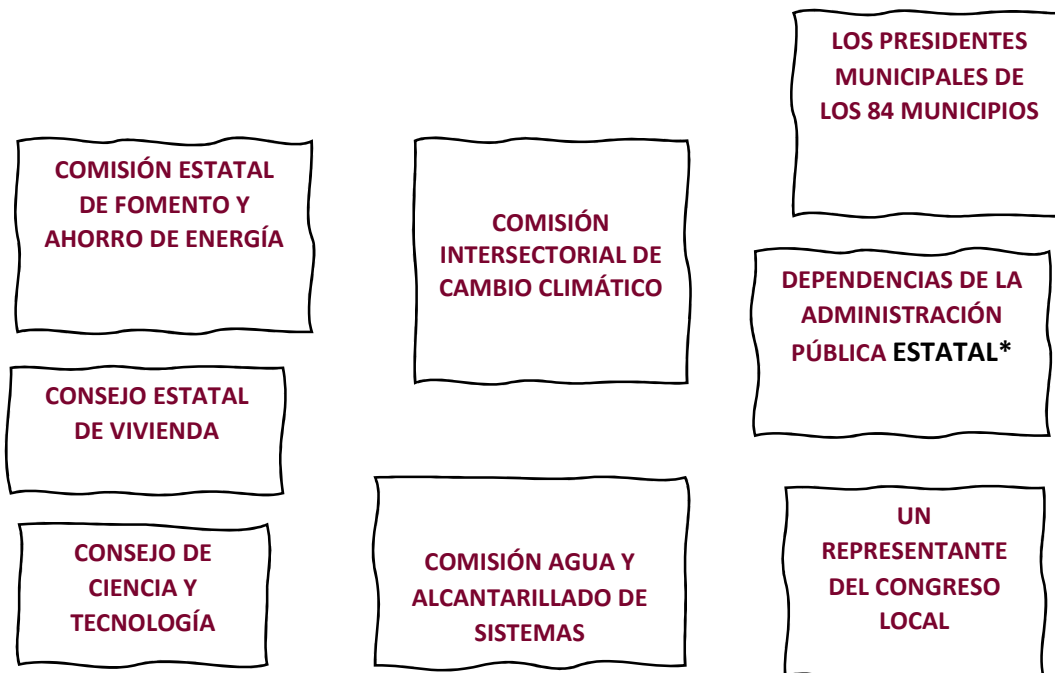 LOS PRESIDENTES
MUNICIPALES DE
LOS 84 MUNICIPIOS
COMISIÓN ESTATAL
DE FOMENTO Y
AHORRO DE ENERGÍA
COMISIÓN
INTERSECTORIAL DE
CAMBIO CLIMÁTICO
DEPENDENCIAS DE LA
ADMINISTRACIÓN
PÚBLICA ESTATAL*
CONSEJO ESTATAL
DE VIVIENDA
CONSEJO DE
CIENCIA Y
TECNOLOGÍA
COMISIÓN AGUA Y
ALCANTARILLADO DE
SISTEMAS
UN
REPRESENTANTE
DEL CONGRESO
LOCAL